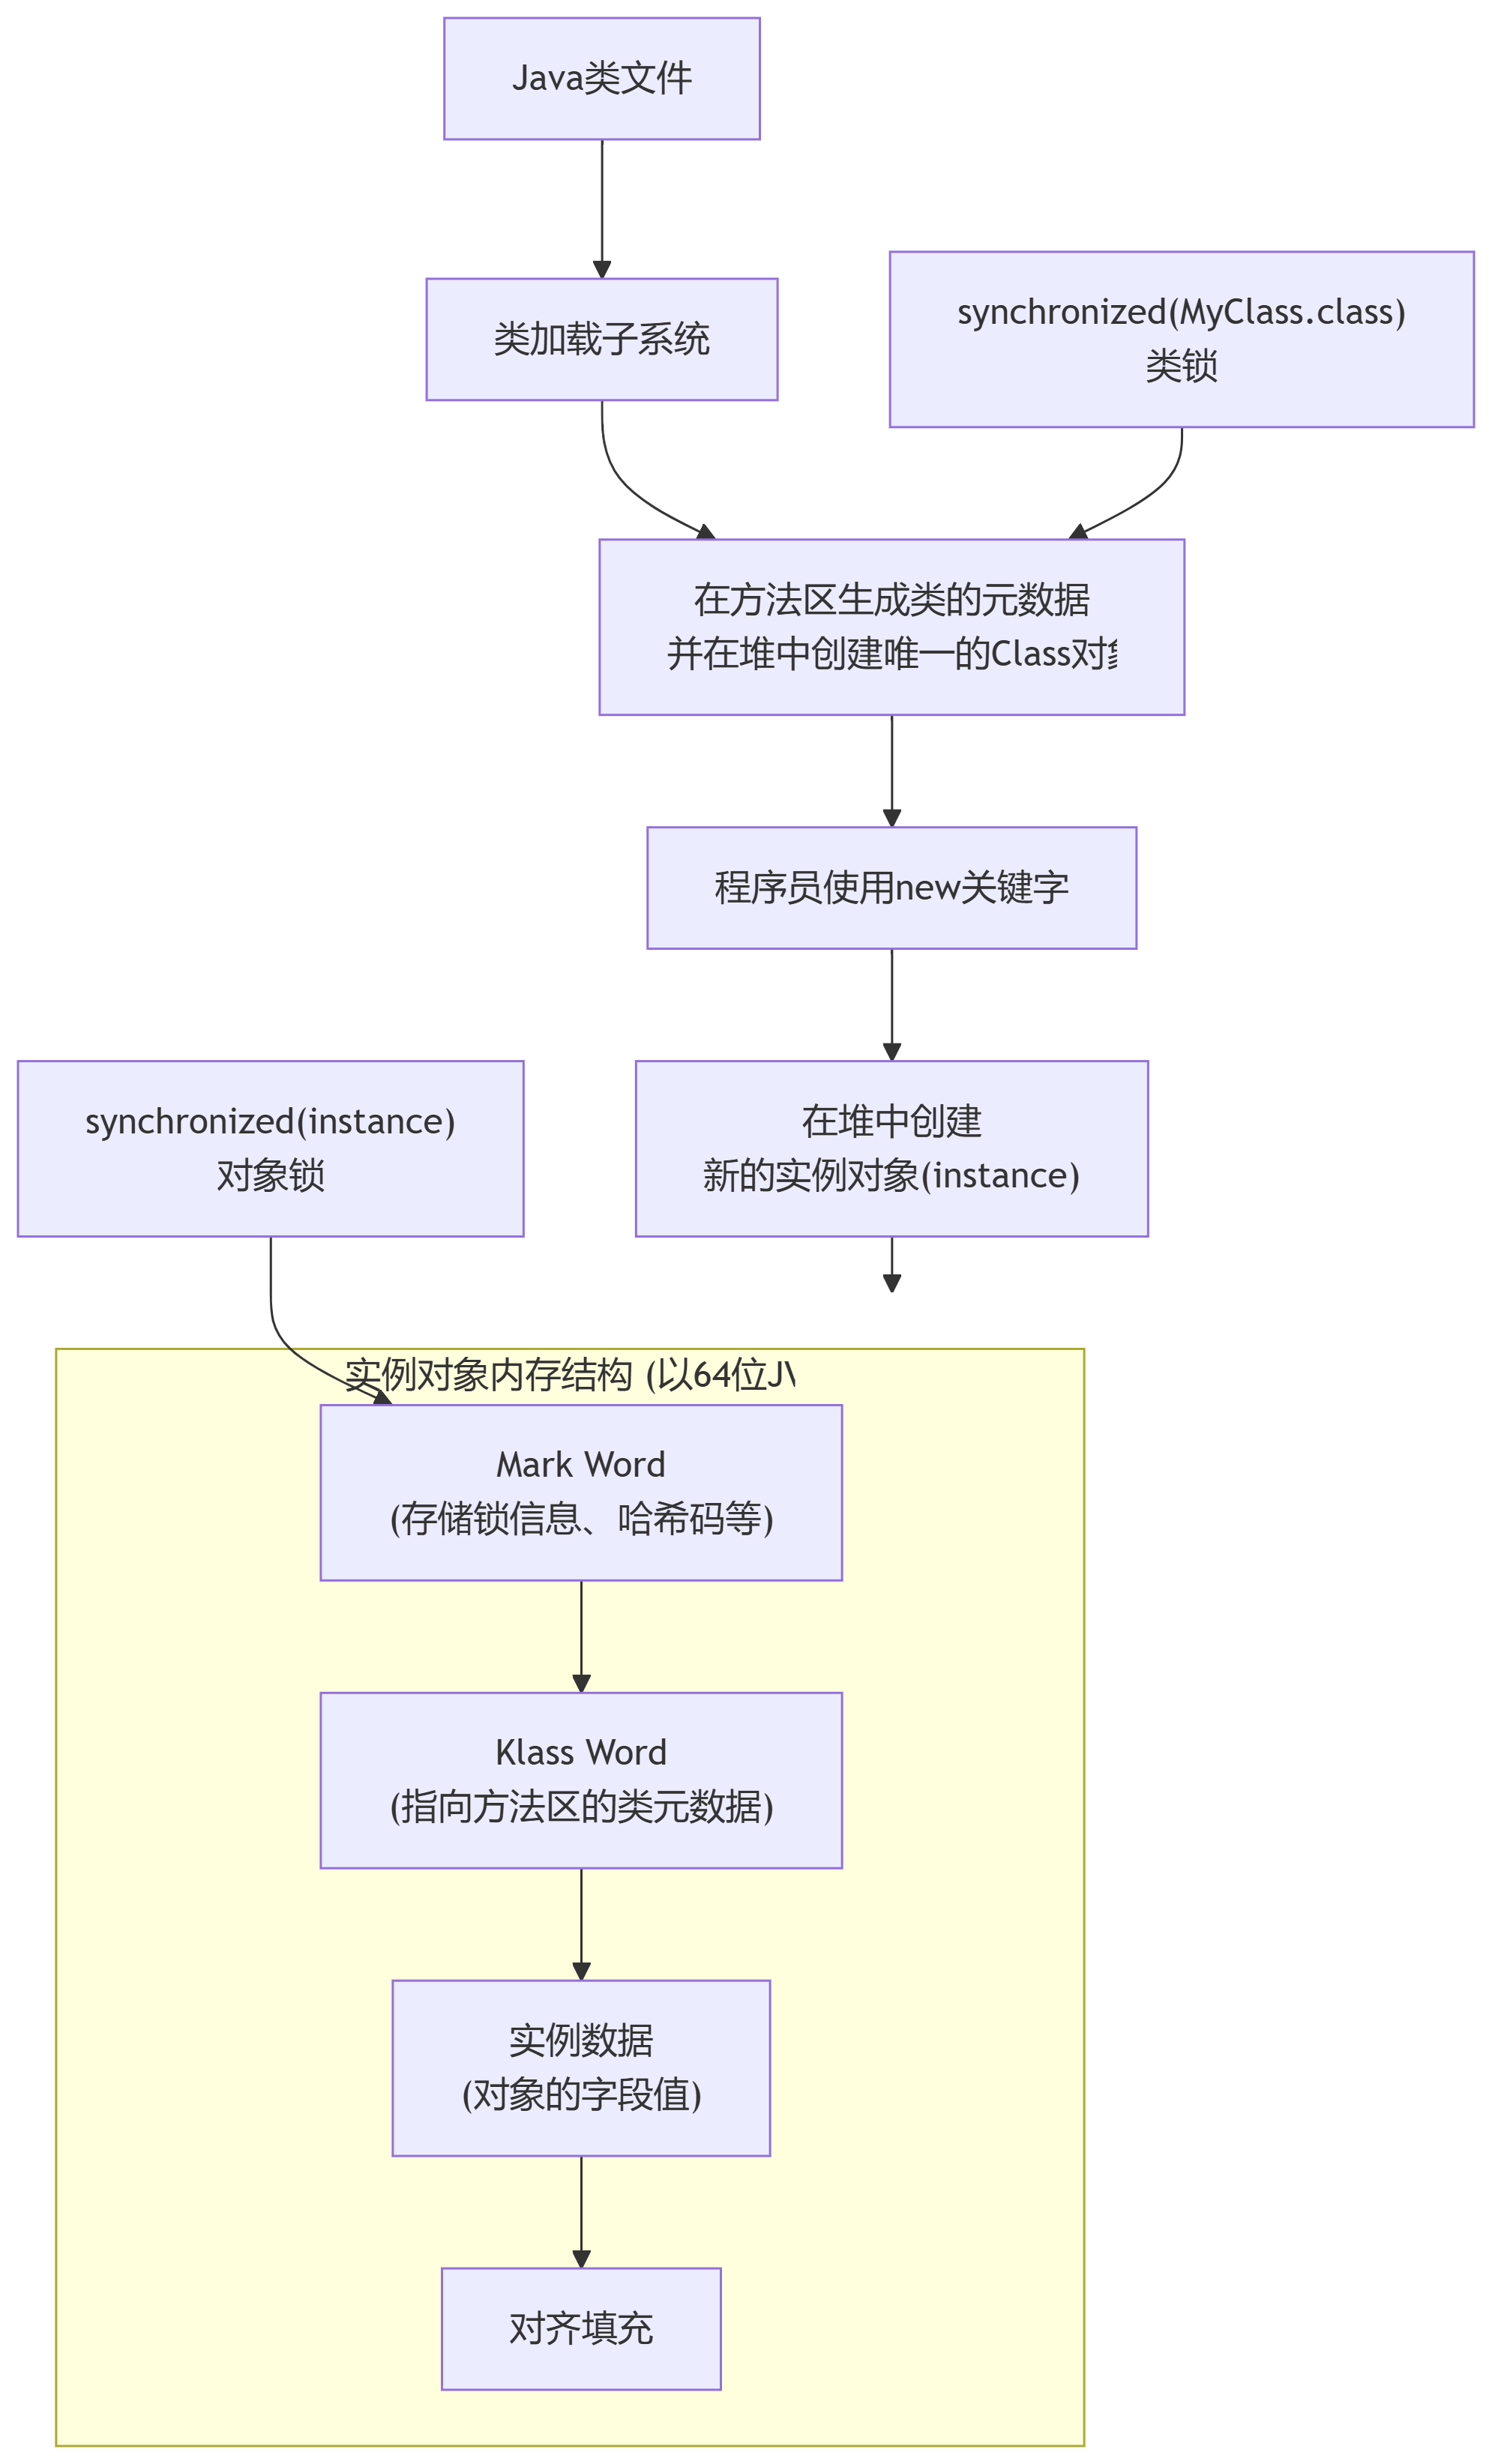 Java类文件
类加载子系统
synchronized(MyClass.class)
类锁
在方法区生成类的元数据
并在堆中创建唯一的Class对
程序员使用new关键字
synchronized(instance)
对象锁
在堆中创建
新的实例对象(instance)
实例对象内存结构 (以64位J
Mark Word
(存储锁信息、哈希码等)
Klass Word
(指向方法区的类元数据)
实例数据
(对象的字段值)
对齐填充